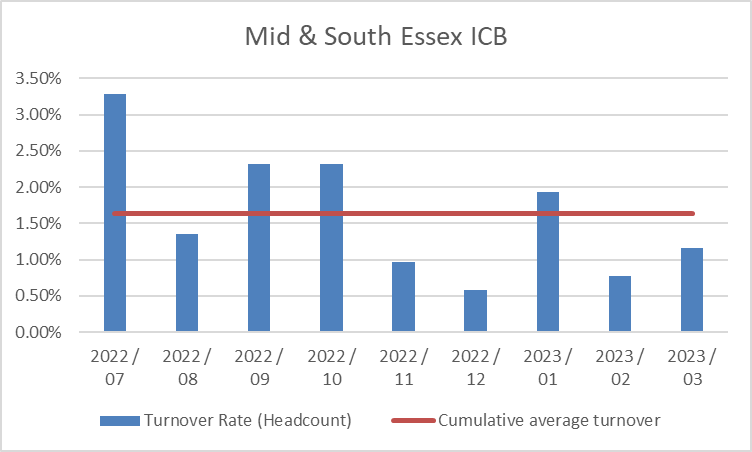 Mid & South Essex ICB
3.50%
3.00%
2.50%
2.00%
1.50%
1.00%
0.50%
0.00%
2022 / 2022 / 2022 / 2022 / 2022 / 2022 / 2023 / 2023 / 2023 /
07 08 09 10 11 12 01 02 03
Turnover Rate (Headcount) Cumulative average turnover